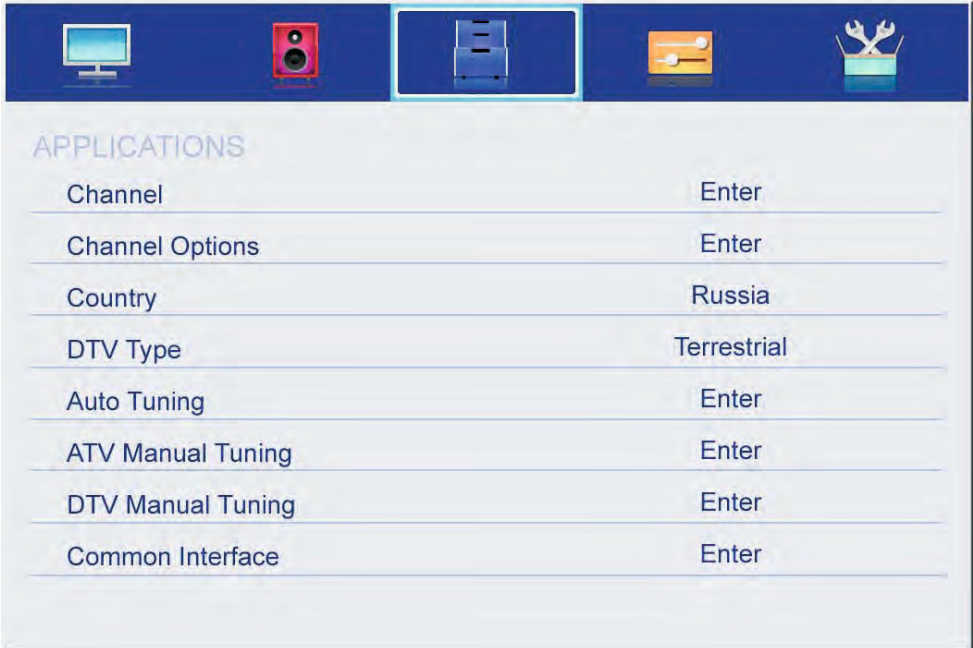 APPLICATIONS
Channel Enter
Channel Options Enter
Country Russia
DTV Type Terrestrial
Auto Tuning Enter
ATV Manual Tuning Enter
DTV Manual Tuning Enter
Common Interface Enter